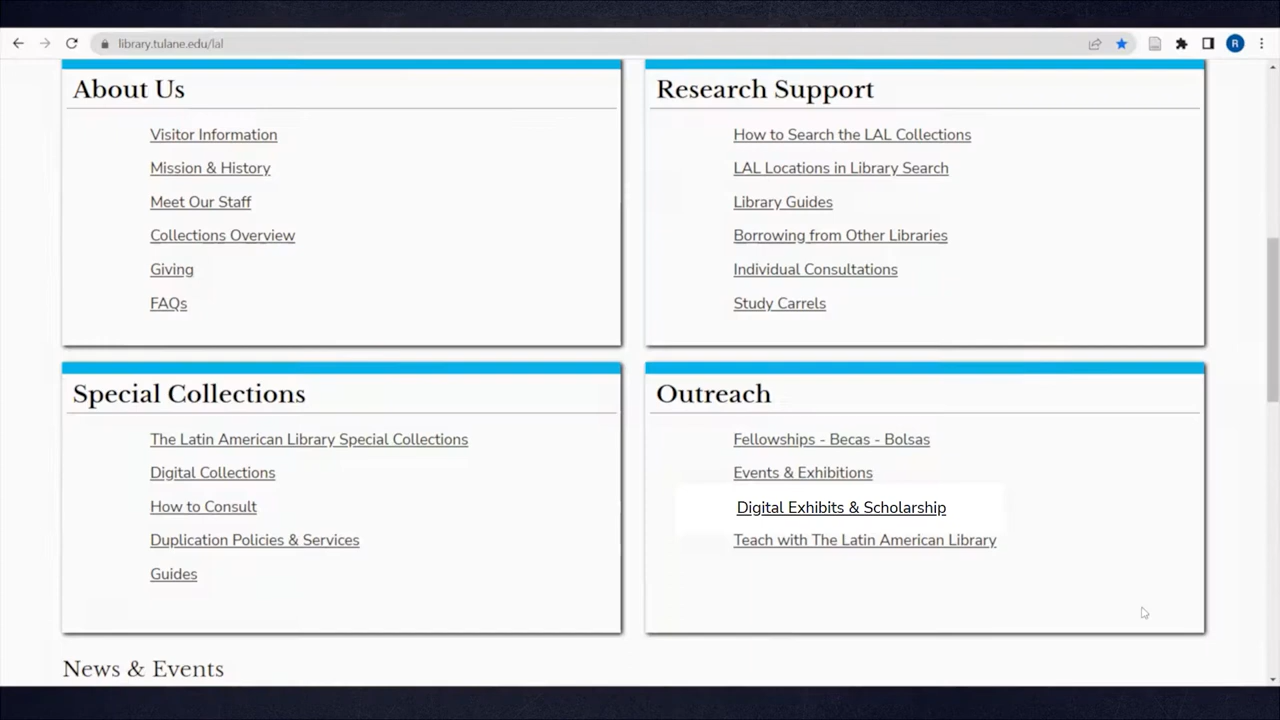 library.tulane.edu/lal
R
About Us
Visitor Information
Mission & History
Meet Our Staff
Collections Overview
Giving
FAQs
Research Support
How to Search the LAL Collections
LAL Locations in Library Search
Library Guides
Borrowing from Other Libraries
Individual Consultations
Study Carrels
Special Collections
The Latin American Library Special Collections
Digital Collections
How to Consult
Duplication Policies & Services
Guides
Outreach
Fellowships - Becas - Bolsas
Events & Exhibitions
Digital Exhibits & Scholarship
Teach with The Latin American Library
News & Events